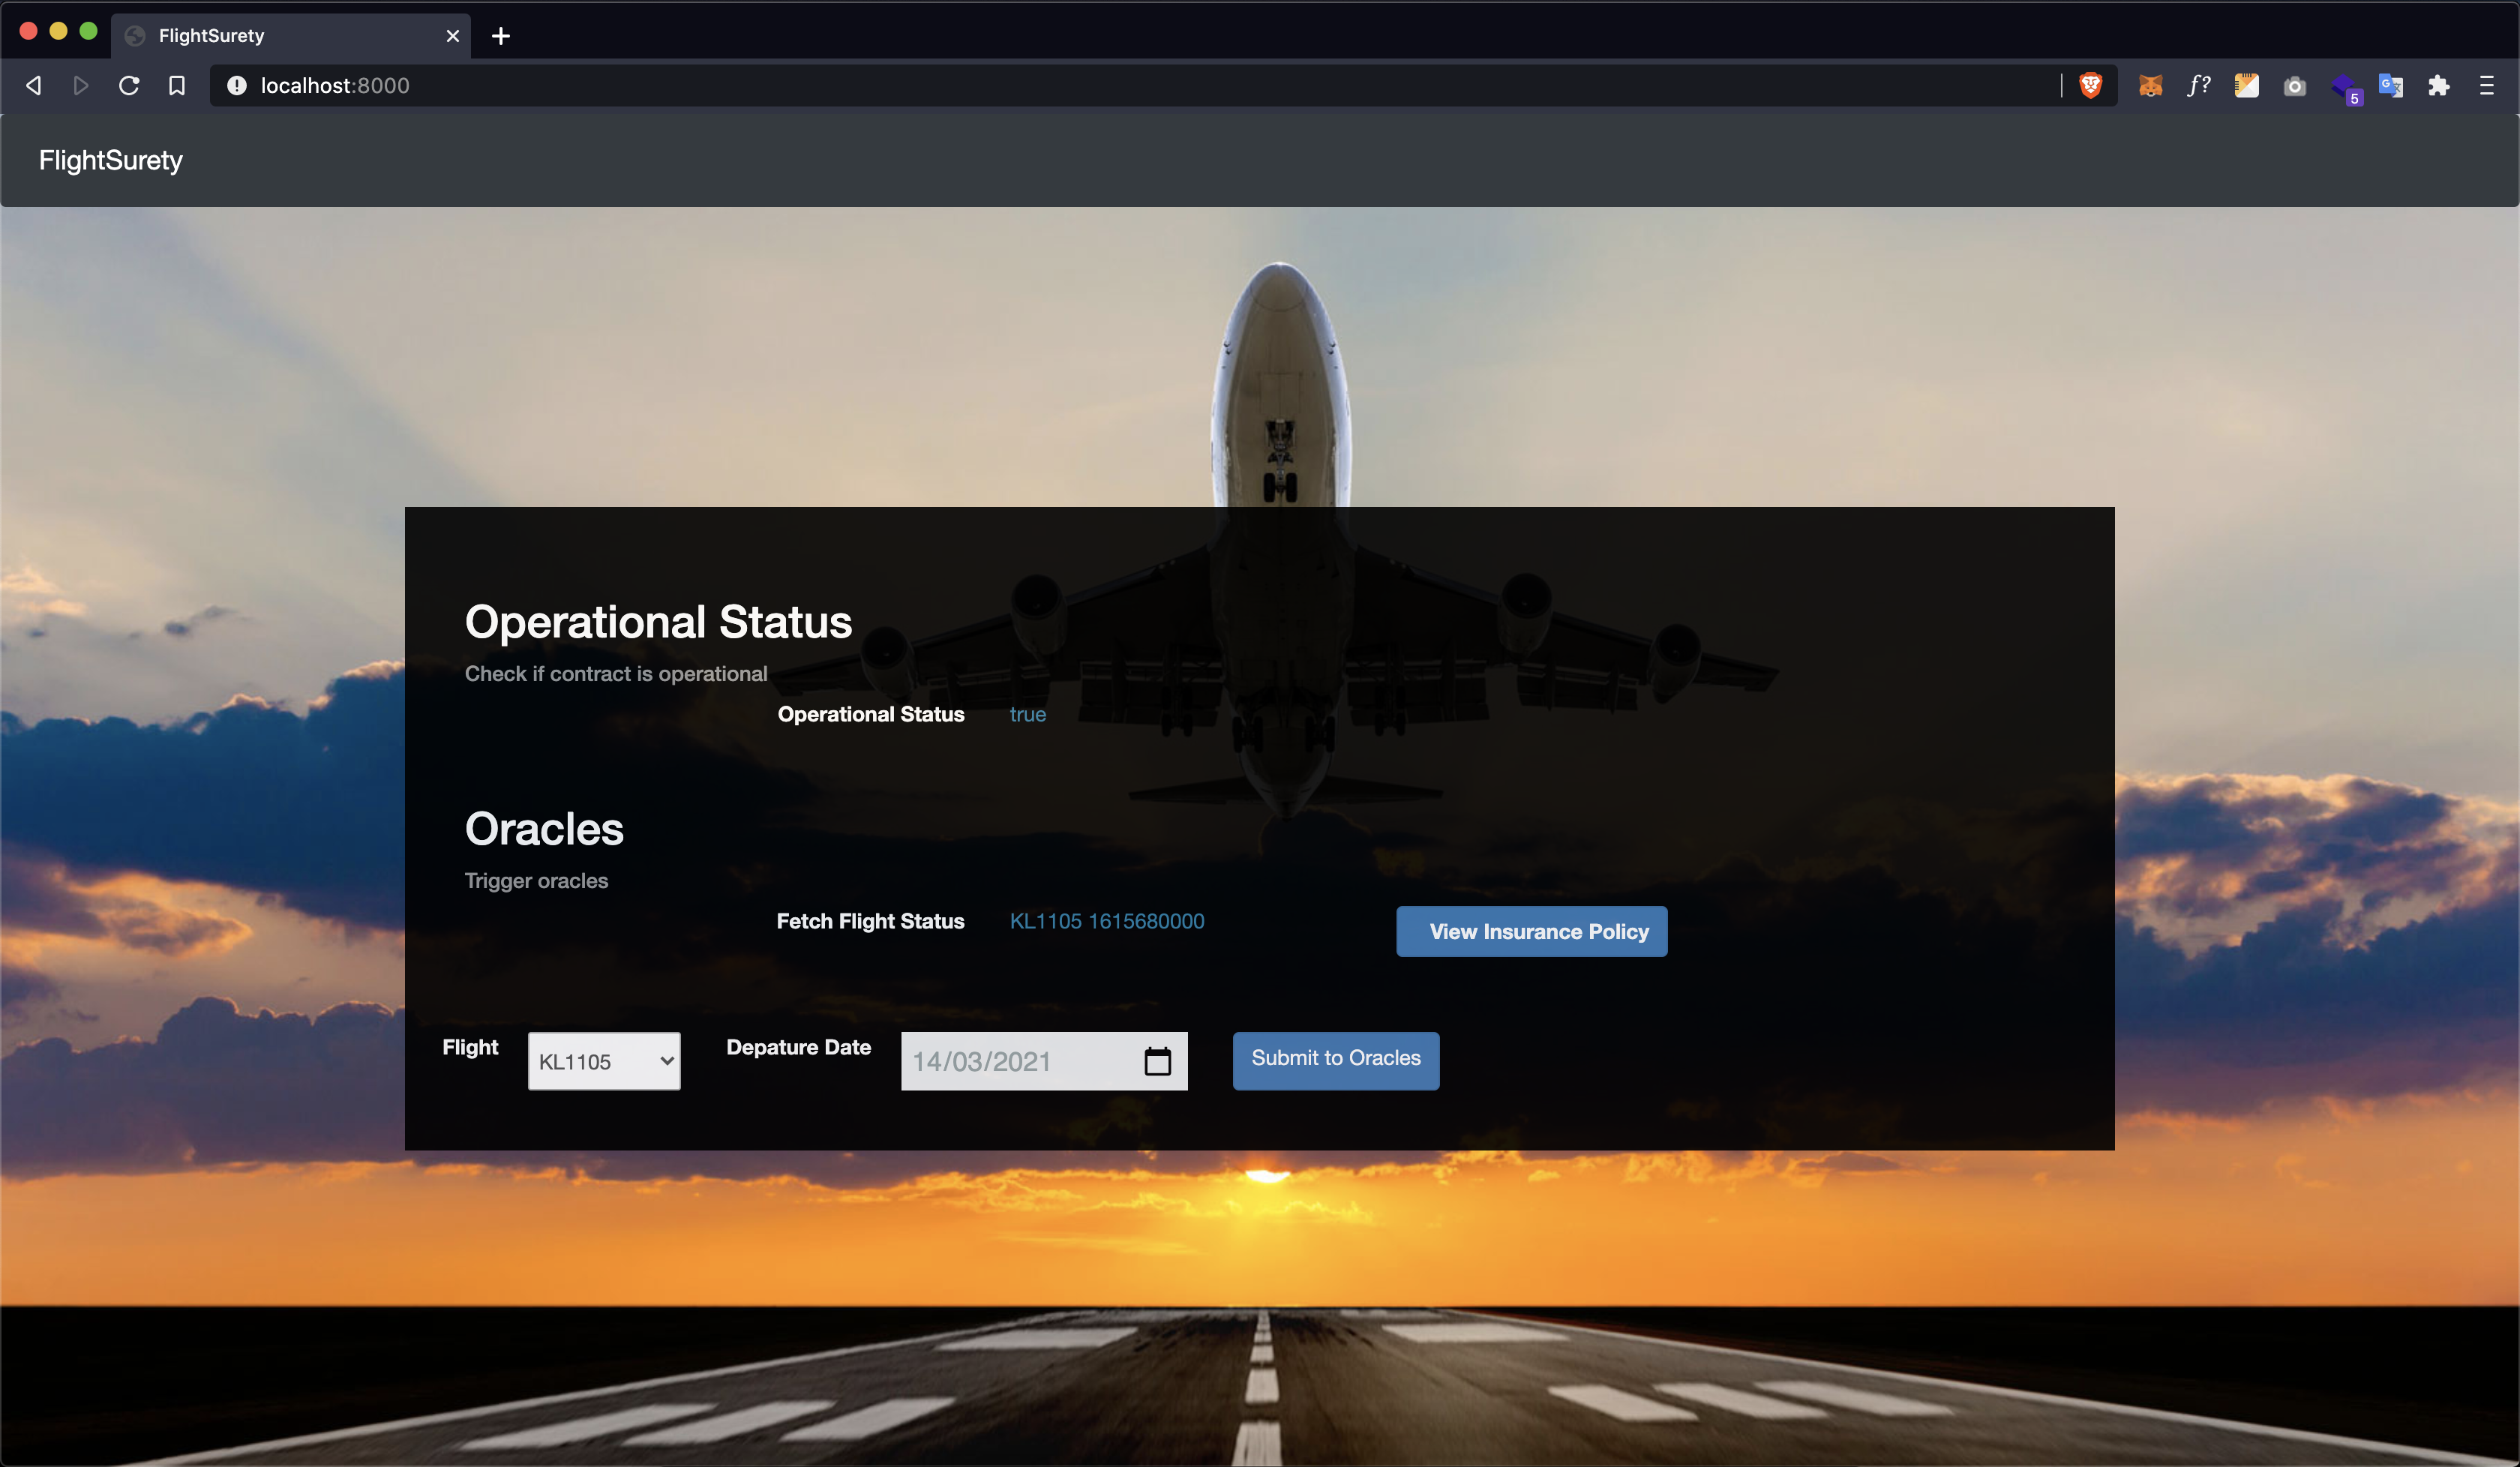 FlightSurety
localhost:8000
f?
5
FlightSurety
Operational Status
Check if contract is operational
Operational Status true
Oracles
Trigger oracles
Fetch Flight Status KL1105 1615680000 View Insurance Policy
Flight KL1105 Depature Date 14/03/2021 Submit to Oracles